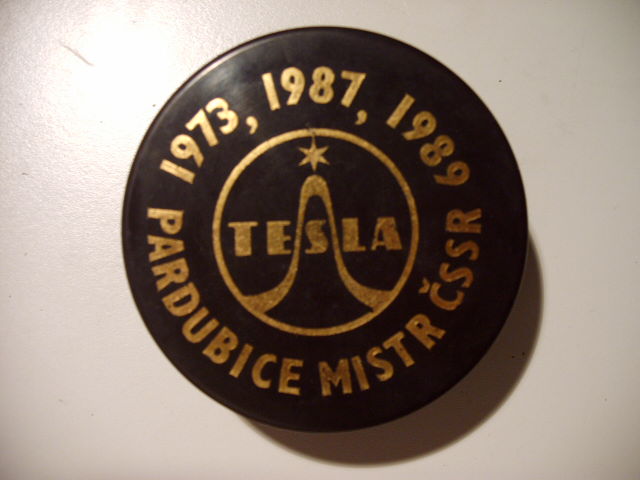 1973, 1987, 1989
TESLA
PARDUBICE MISTR ČSSR